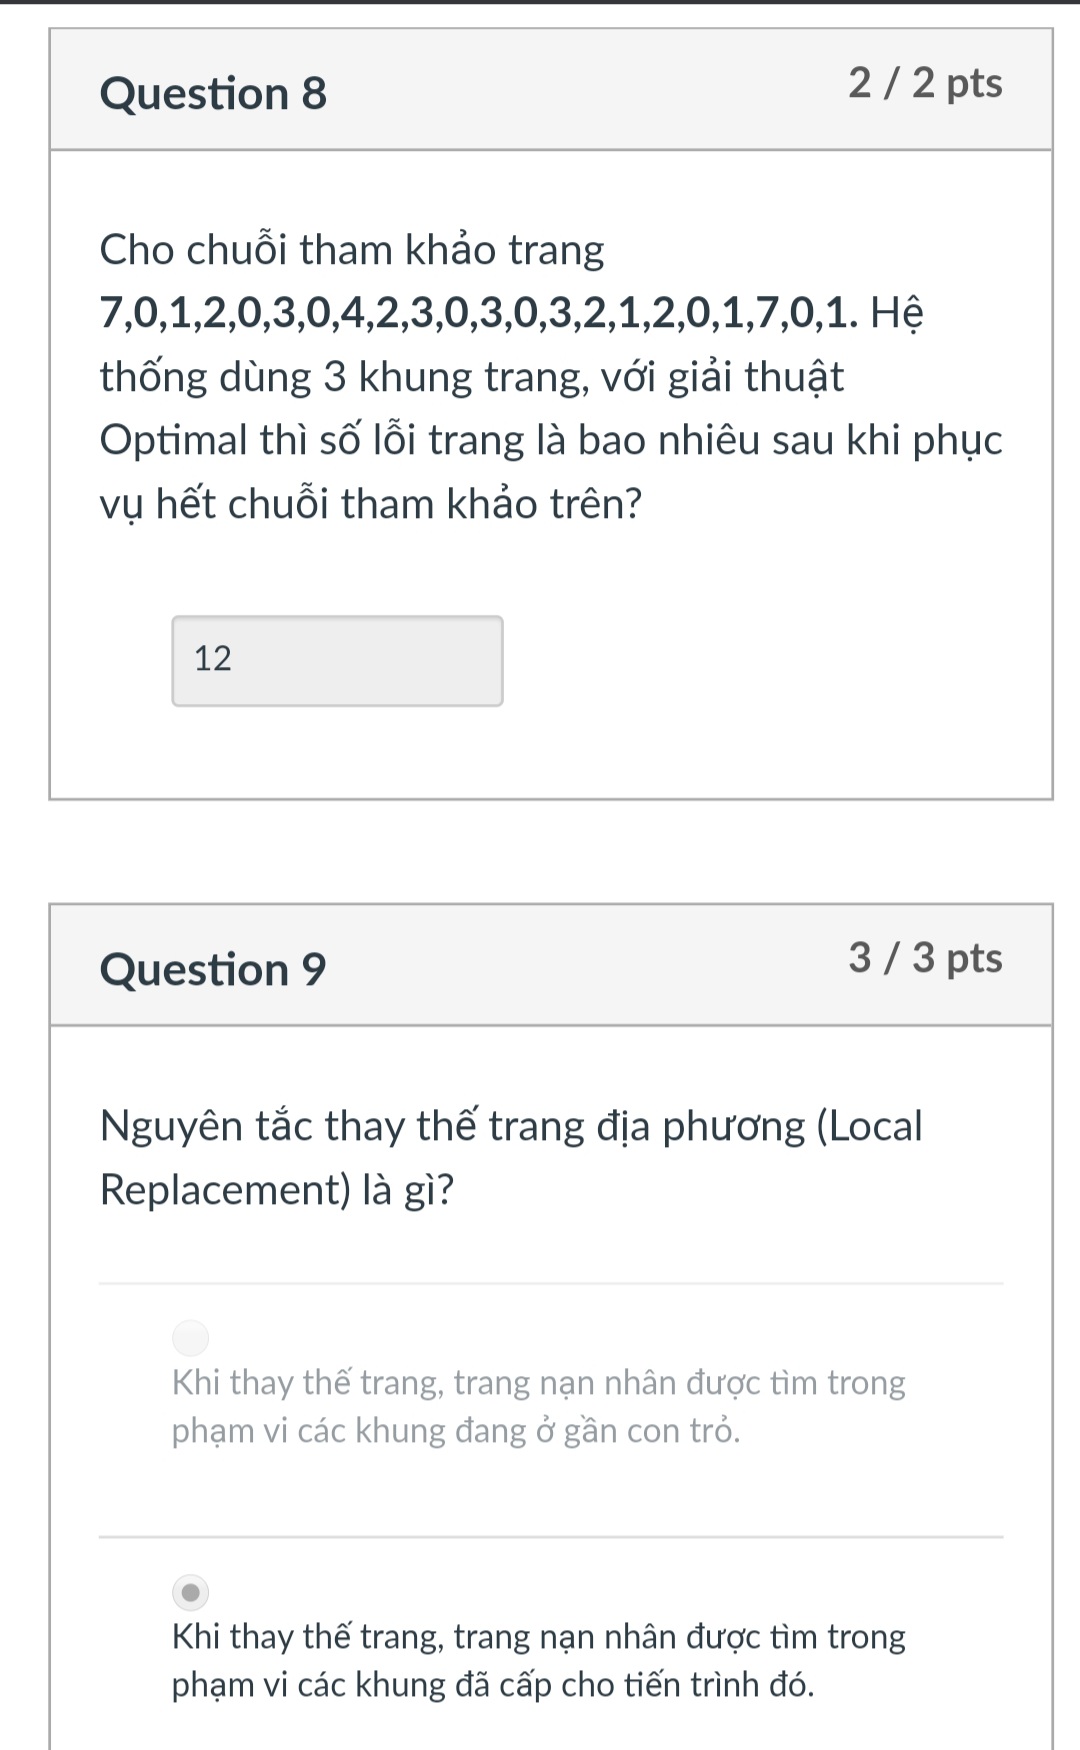 Question 8
2 / 2 pts
Cho chuỗi tham khảo trang
7,0,1,2,0,3,0,4,2,3,0,3,0,3,2,1,2,0,1,7,0,1. Hệ
thống dùng 3 khung trang, với giải thuật
Optimal thì số lỗi trang là bao nhiêu sau khi phục
vụ hết chuỗi tham khảo trên?
12
Question 9
3 / 3 pts
Nguyên tắc thay thế trang địa phương (Local
Replacement) là gì?
Khi thay thế trang, trang nạn nhân được tìm trong
phạm vi các khung đang ở gần con trỏ.
Khi thay thế trang, trang nạn nhân được tìm trong
phạm vi các khung đã cấp cho tiến trình đó.